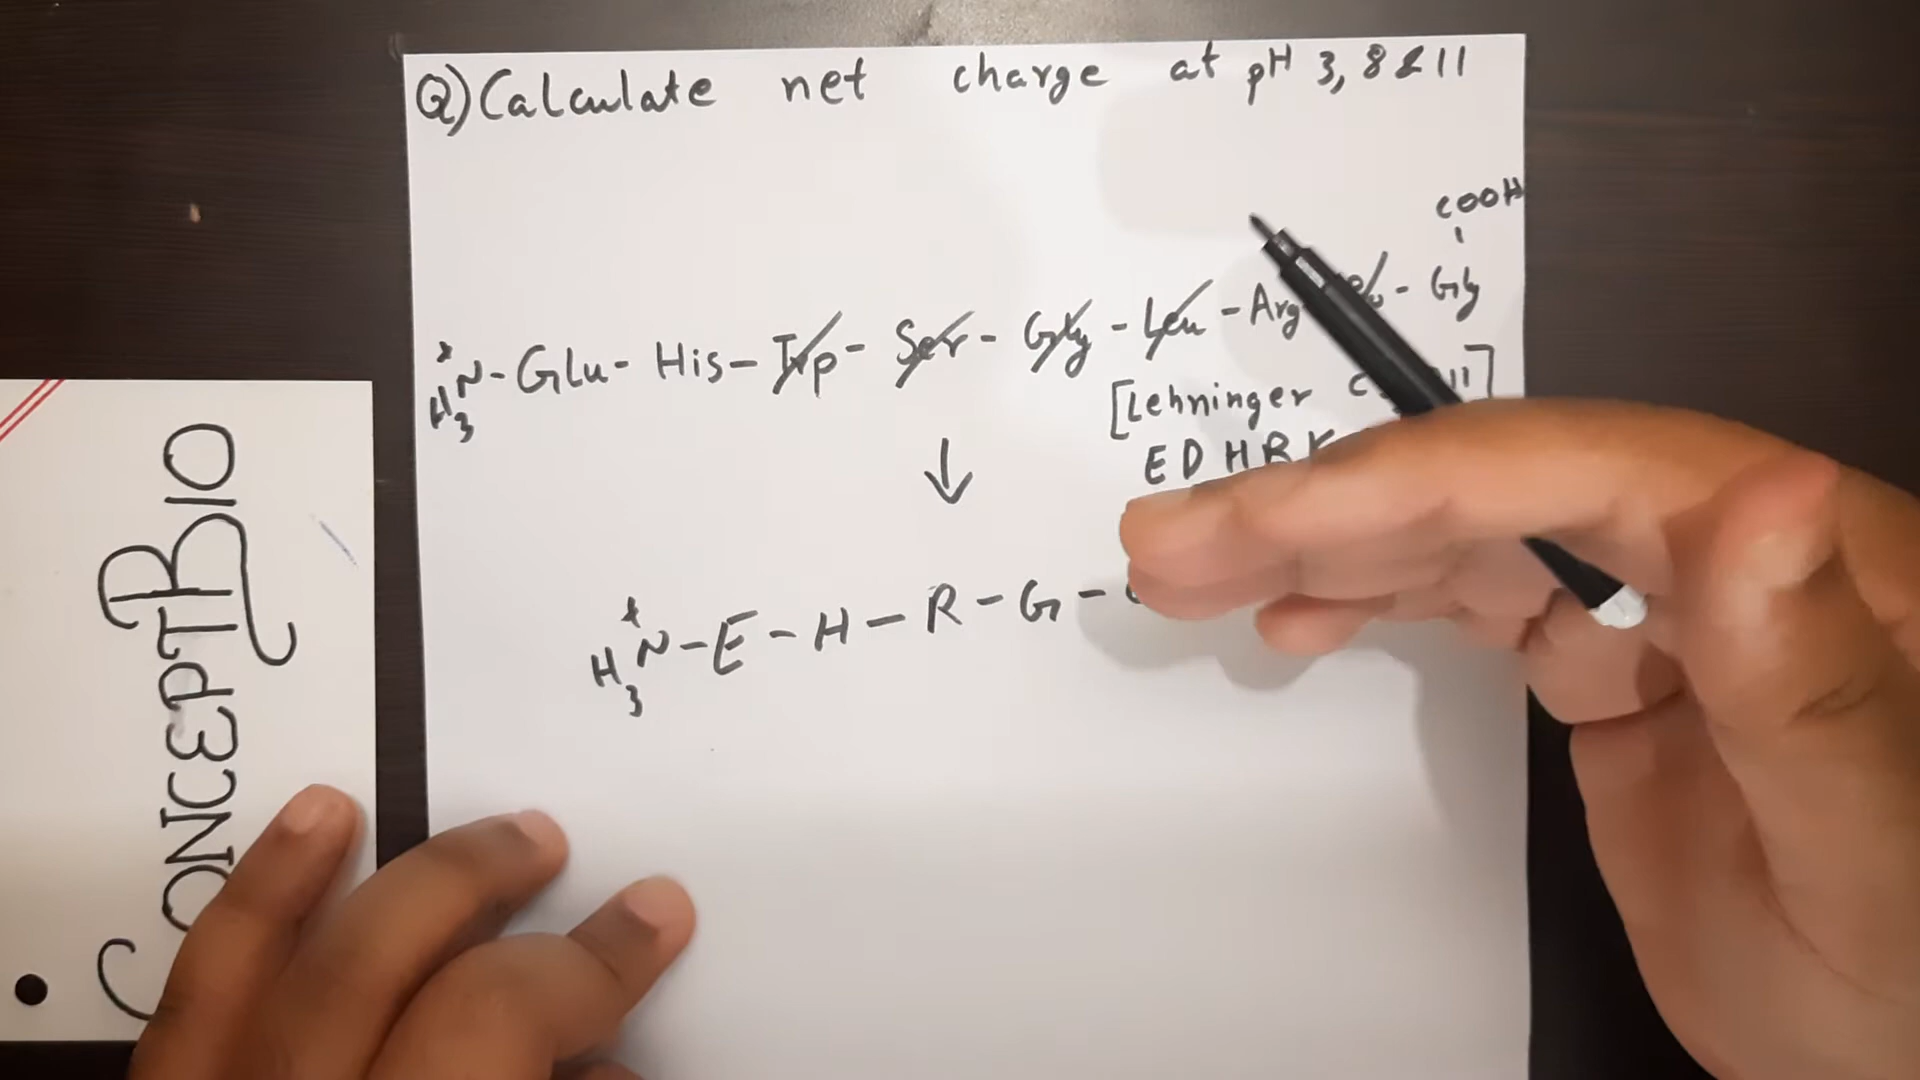 Q) Calculate net charge at pH 3, 8 & 11
COOH
H3N+ - Glu - His - Trp - Ser - Gly - Leu - Arg - Gly
[Lehninger
E D H R K
↓
H3N+ - E - H - R - G -
CONCEPTBIO